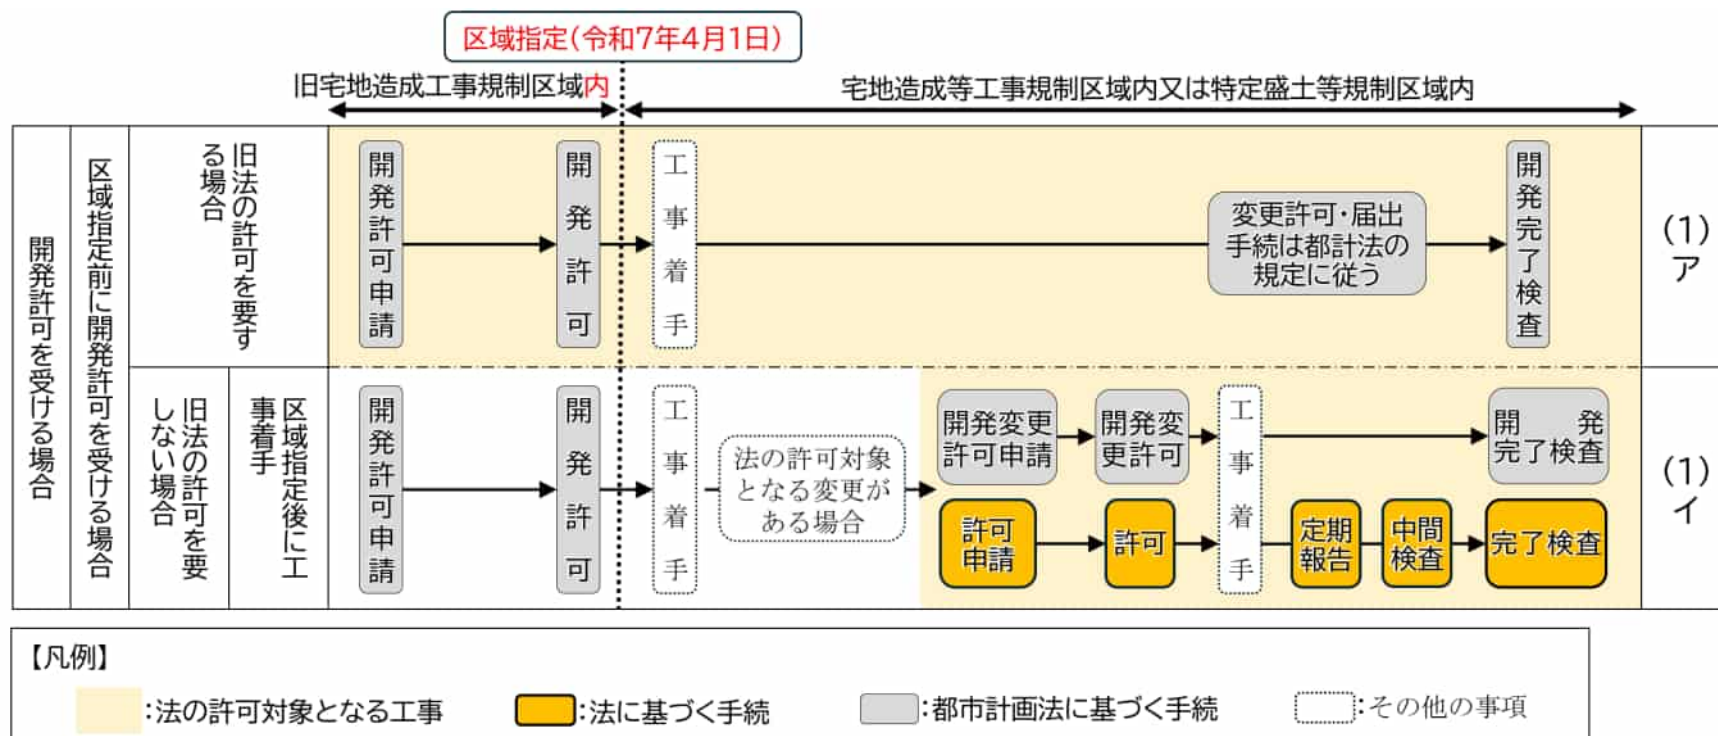 区域指定(令和7年4月1日)
旧宅地造成工事規制区域内
宅地造成等工事規制区域内又は特定盛土等規制区域内
開発許可を受ける場合
区域指定前に開発許可を受ける場合
旧法の許可を要す
る場合
開発許可申請
開発許可
工事着手
変更許可・届出
手続は都計法の
規定に従う
開発完了検査
(1)
ア
旧法の許可を要
しない場合
区域指定後に工
事着手
開発許可申請
開発許可
工事着手
法の許可対象
となる変更が
ある場合
開発変更
許可申請
開発変
更許可
工事着手
開発
完了検査
許可
申請
許可
定期
報告
中間
検査
完了検査
(1)
イ
【凡例】
:法の許可対象となる工事
:法に基づく手続
:都市計画法に基づく手続
:その他の事項